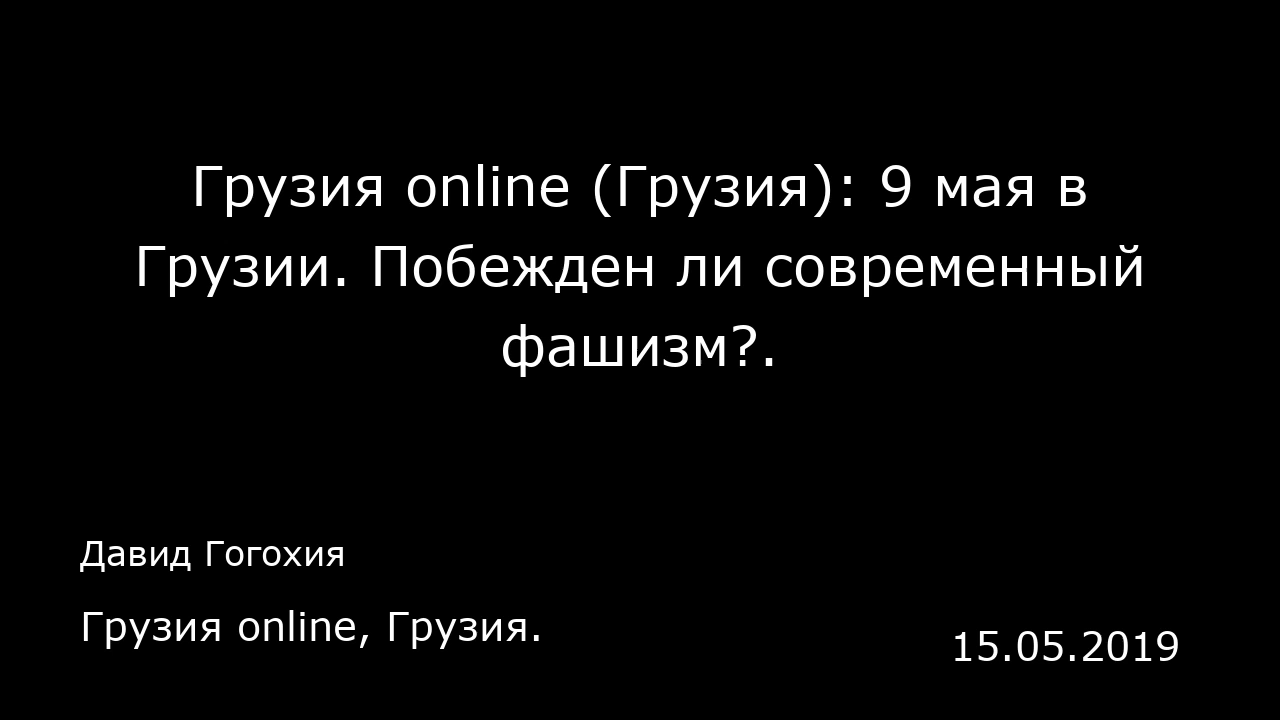 Грузия online (Грузия): 9 мая в
Грузии. Побежден ли современный
фашизм?.
Давид Гогохия
Грузия online, Грузия.
15.05.2019